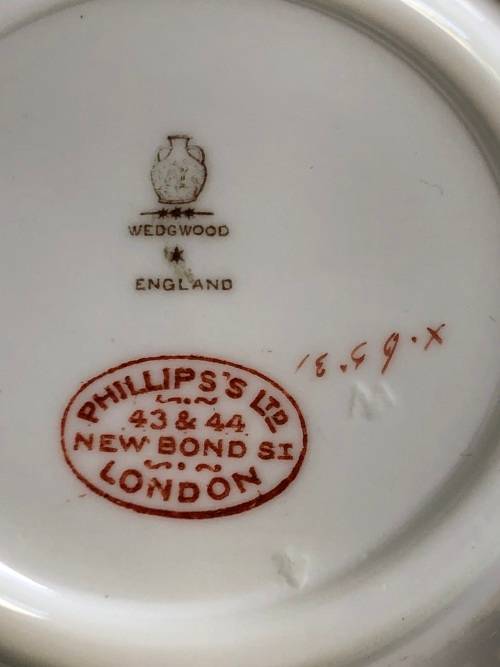 WEDGWOOD
ENGLAND
PHILLIPS'S LTD
43 & 44
NEW BOND ST
LONDON